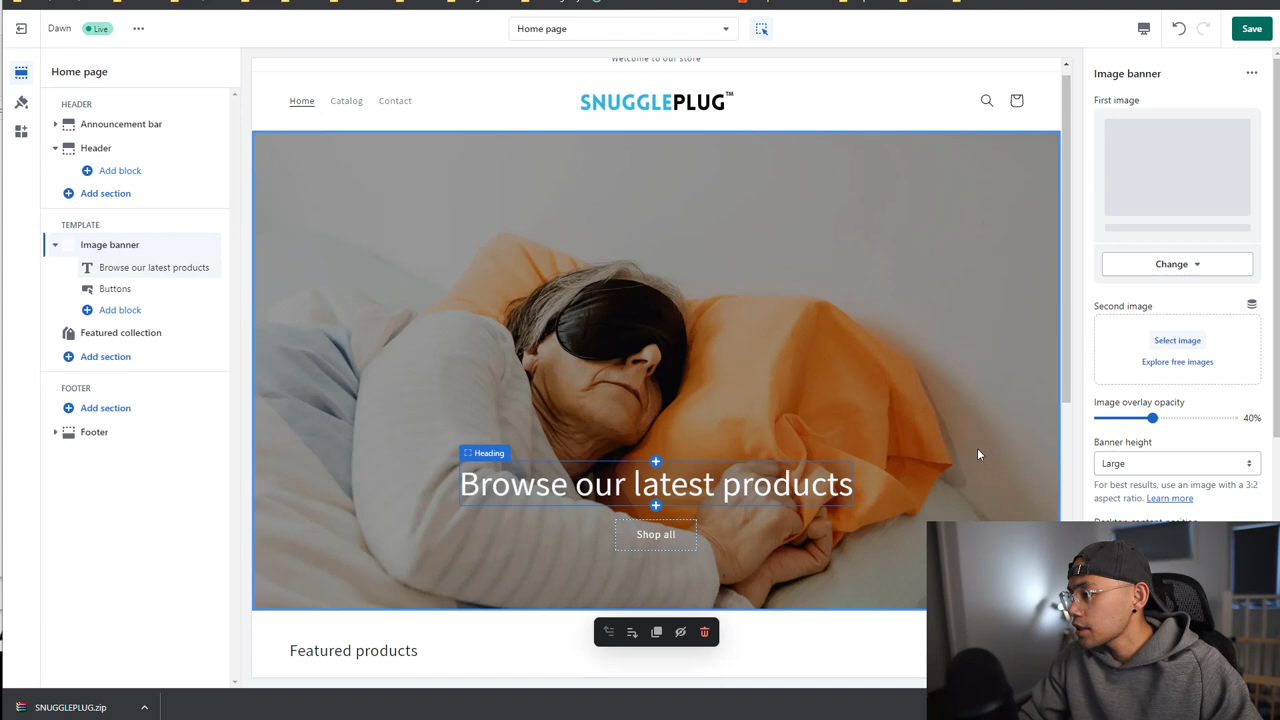 Dawn
Live
Home page
Save
Home page
Image banner
Welcome to our store
HEADER
Announcement bar
Header
Add block
Add section
Home Catalog Contact
SNUGGLEPLUG™
First image
Change
TEMPLATE
Image banner
Browse our latest products
Buttons
Add block
Featured collection
Add section
FOOTER
Add section
Footer
Second image
Select image
Explore free images
Image overlay opacity
40%
Banner height
Large
For best results, use an image with a 3:2
aspect ratio. Learn more
Desktop content position
Heading
Browse our latest products
Shop all
Featured products
SNUGGLEPLUG.zip